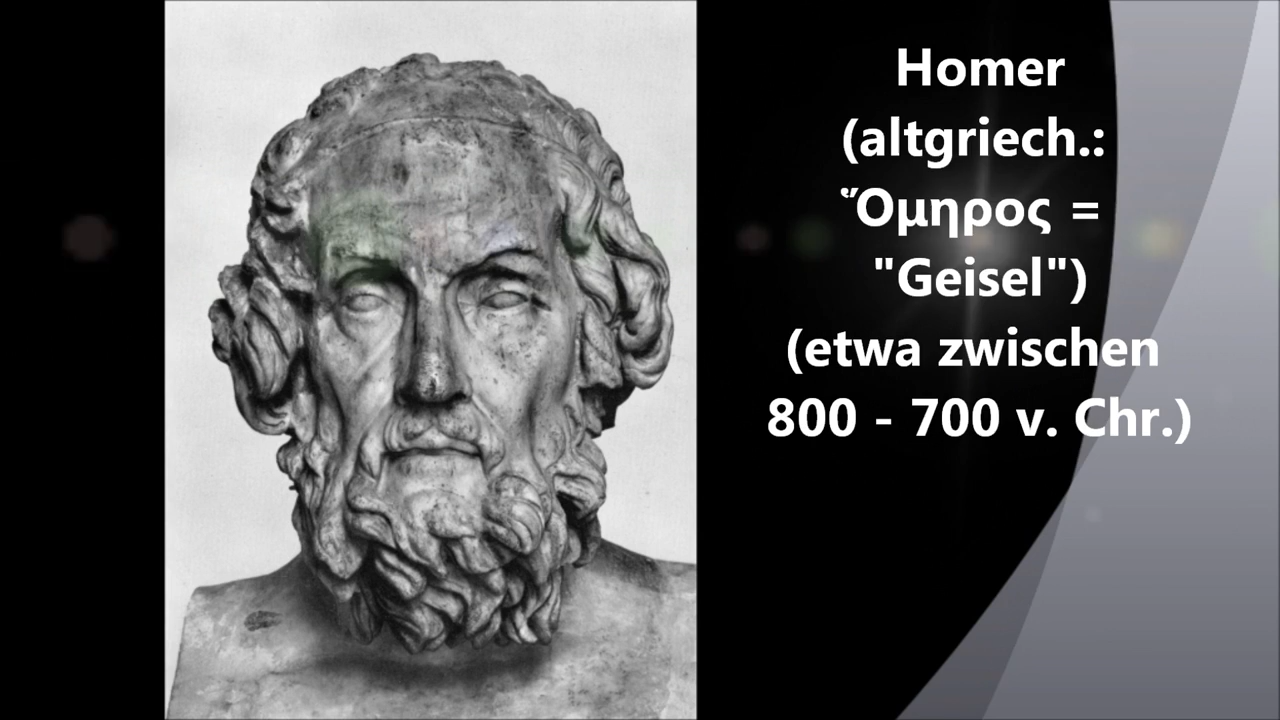 Homer
(altgriech.:
Ὅμηρος =
"Geisel")
(etwa zwischen
800 - 700 v. Chr.)